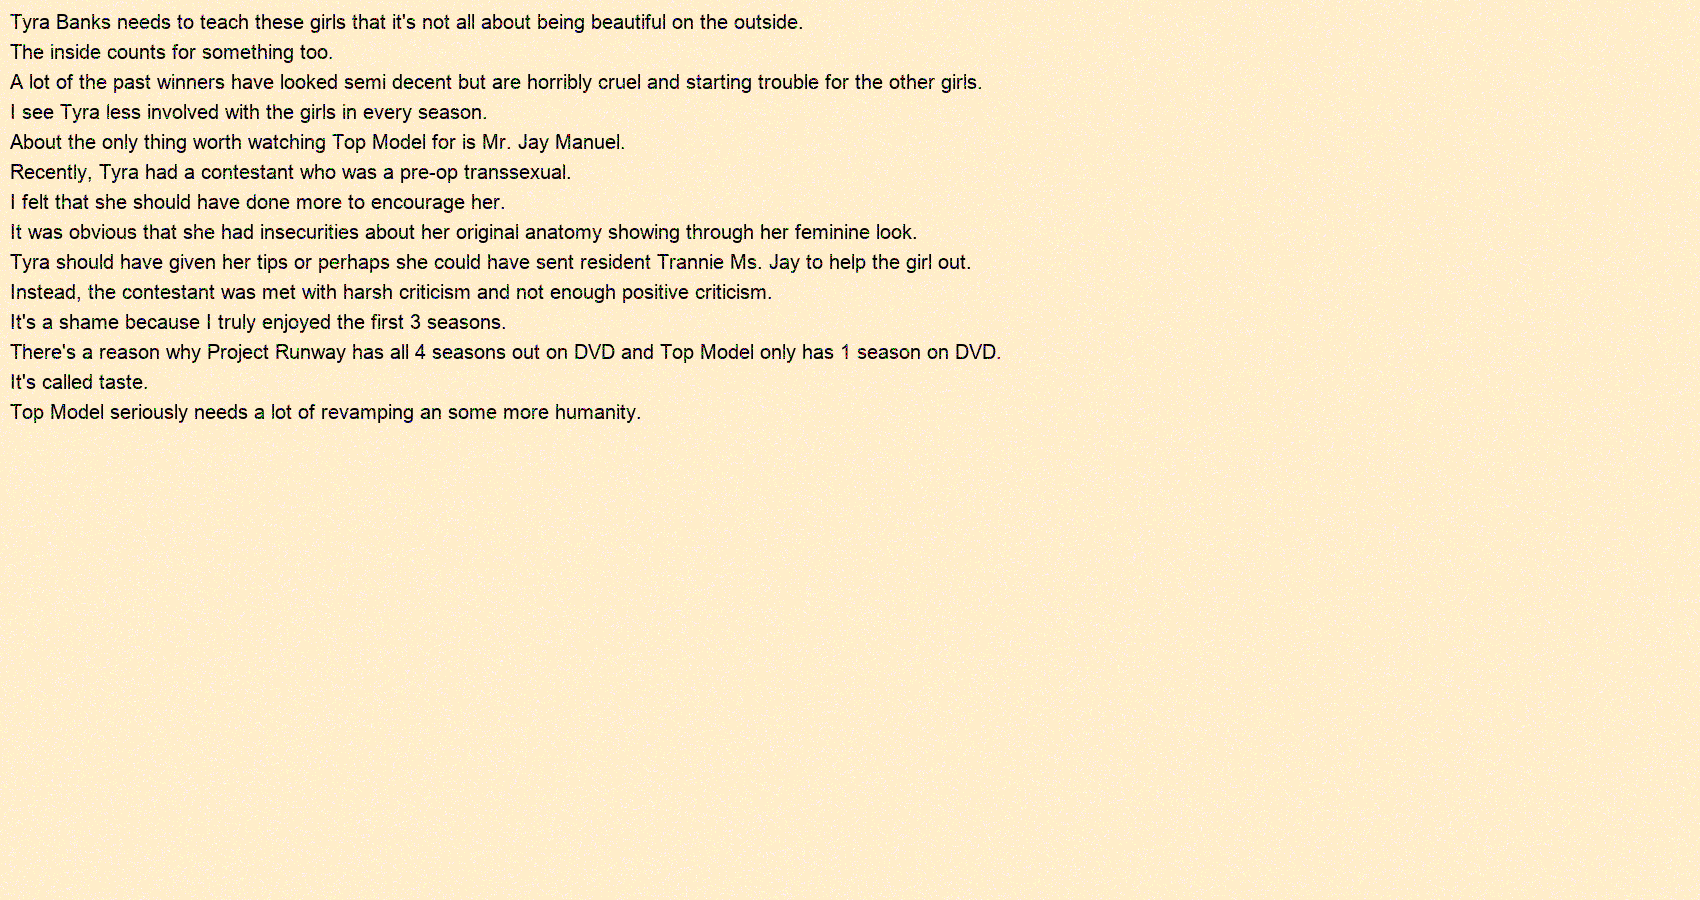 Tyra Banks needs to teach these girls that it's not all about being beautiful on the outside.
The inside counts for something too.
A lot of the past winners have looked semi decent but are horribly cruel and starting trouble for the other girls.
I see Tyra less involved with the girls in every season.
About the only thing worth watching Top Model for is Mr. Jay Manuel.
Recently, Tyra had a contestant who was a pre-op transsexual.
I felt that she should have done more to encourage her.
It was obvious that she had insecurities about her original anatomy showing through her feminine look.
Tyra should have given her tips or perhaps she could have sent resident Trannie Ms. Jay to help the girl out.
Instead, the contestant was met with harsh criticism and not enough positive criticism.
It's a shame because I truly enjoyed the first 3 seasons.
There's a reason why Project Runway has all 4 seasons out on DVD and Top Model only has 1 season on DVD.
It's called taste.
Top Model seriously needs a lot of revamping an some more humanity.